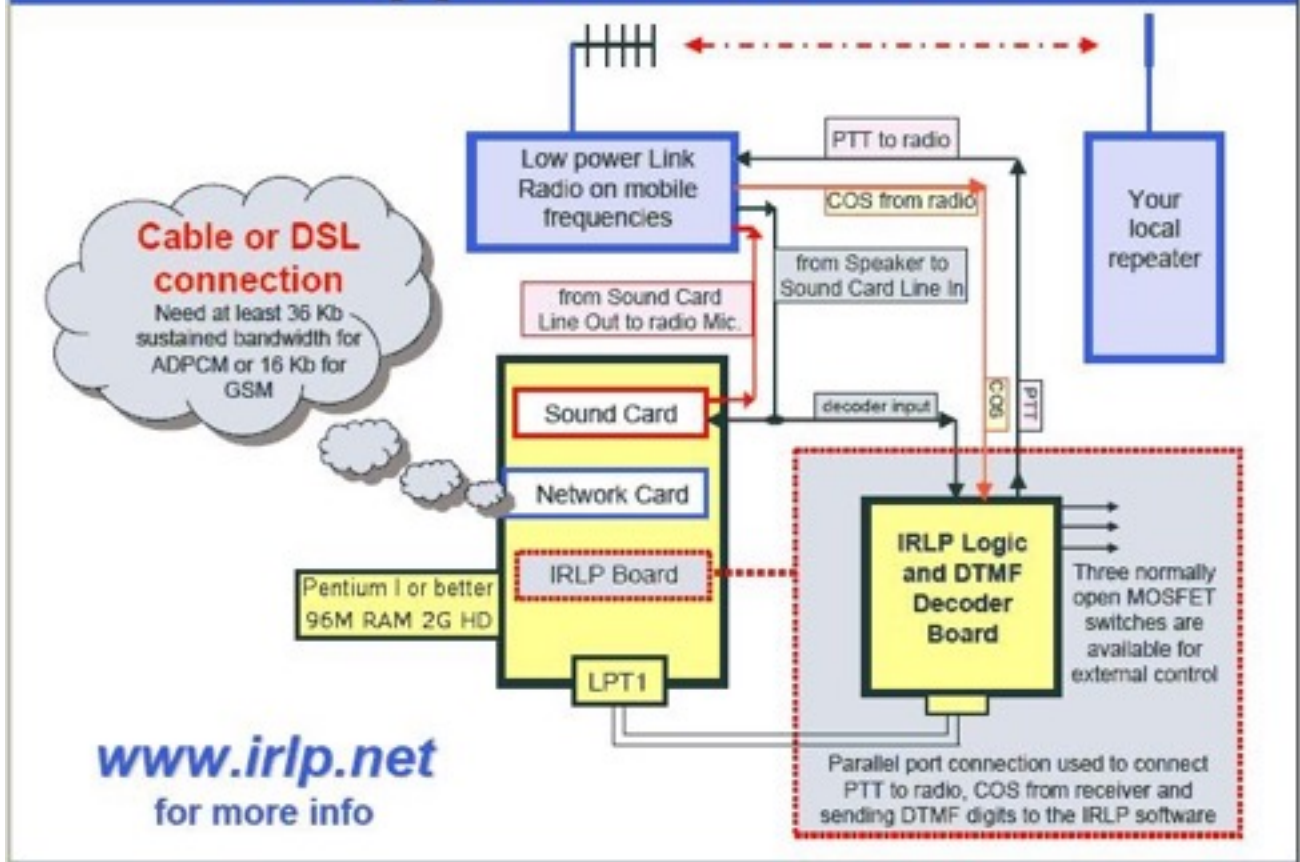 Low power Link
Radio on mobile
frequencies
PTT to radio
COS from radio
Your
local
repeater
Cable or DSL
connection
Need at least 36 Kb
sustained bandwidth for
ADPCM or 16 Kb for
GSM
from Speaker to
Sound Card Line In
from Sound Card
Line Out to radio Mic.
Sound Card
decoder input
COS
PTT
Network Card
IRLP Board
Pentium I or better
96M RAM 2G HD
LPT1
IRLP Logic
and DTMF
Decoder
Board
Three normally
open MOSFET
switches are
available for
external control
Parallel port connection used to connect
PTT to radio, COS from receiver and
sending DTMF digits to the IRLP software
www.irlp.net
for more info